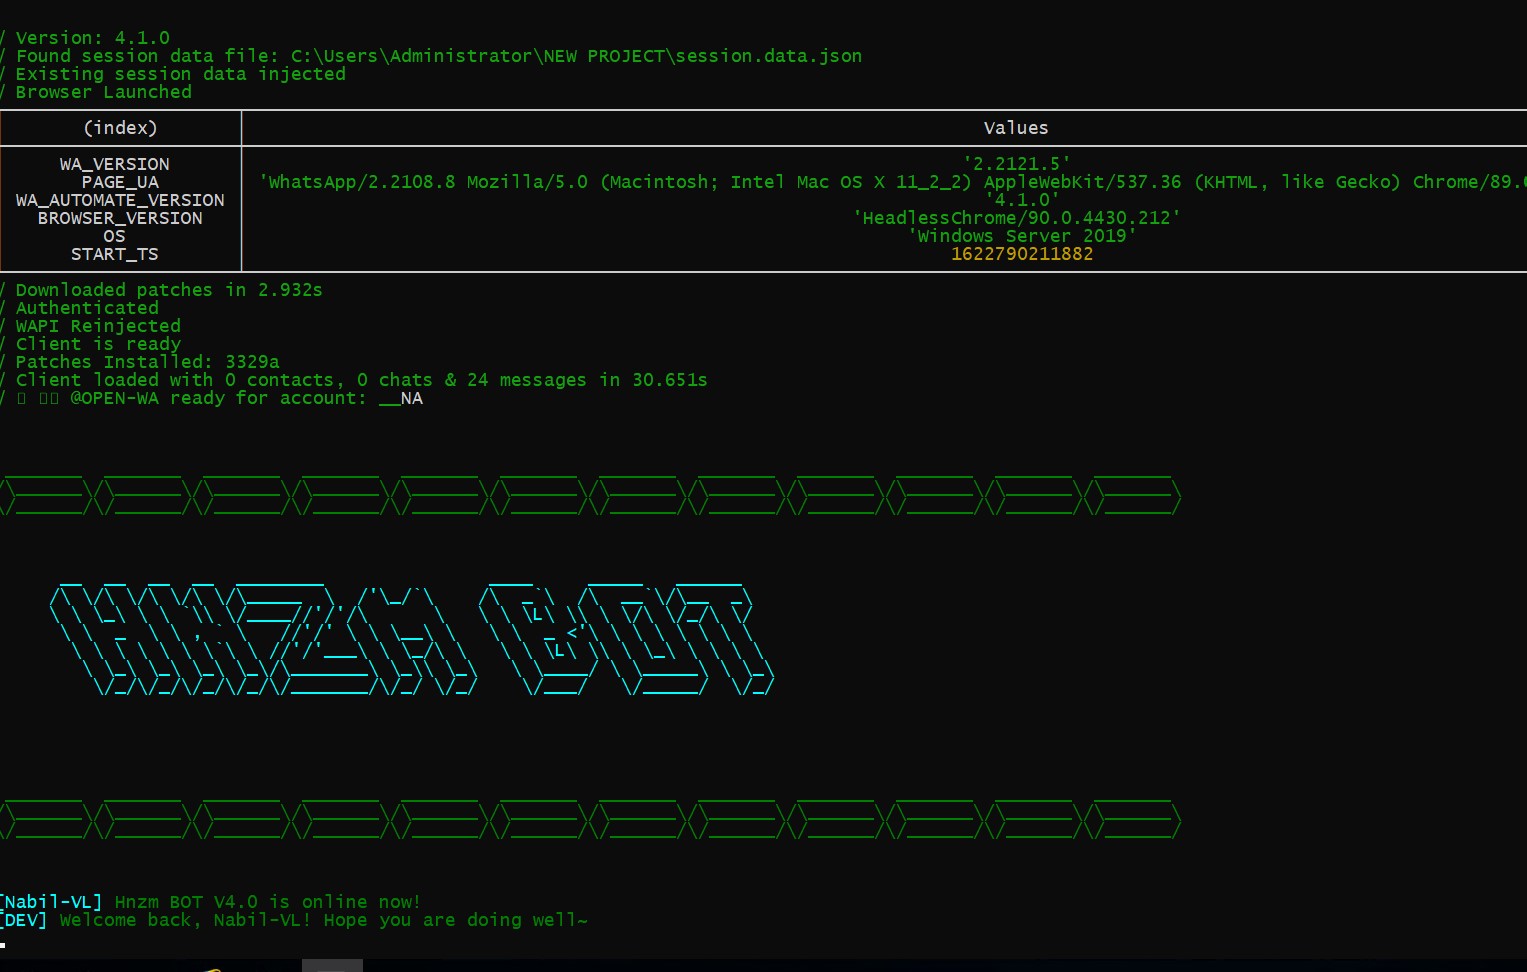 / Version: 4.1.0
/ Found session data file: C:\Users\Administrator\NEW PROJECT\session.data.json
/ Existing session data injected
/ Browser Launched
(index) Values
WA_VERSION '2.2121.5'
PAGE_UA 'WhatsApp/2.2108.8 Mozilla/5.0 (Macintosh; Intel Mac OS X 11_2_2) AppleWebKit/537.36 (KHTML, like Gecko) Chrome/89.
WA_AUTOMATE_VERSION '4.1.0'
BROWSER_VERSION 'HeadlessChrome/90.0.4430.212'
OS 'Windows Server 2019'
START_TS 1622790211882
/ Downloaded patches in 2.932s
/ Authenticated
/ WAPI Reinjected
/ Client is ready
/ Patches Installed: 3329a
/ Client loaded with 0 contacts, 0 chats & 24 messages in 30.651s
/ @OPEN-WA ready for account: __NA
HNZM BOT
[Nabil-VL] Hnzm BOT V4.0 is online now!
[DEV] Welcome back, Nabil-VL! Hope you are doing well~